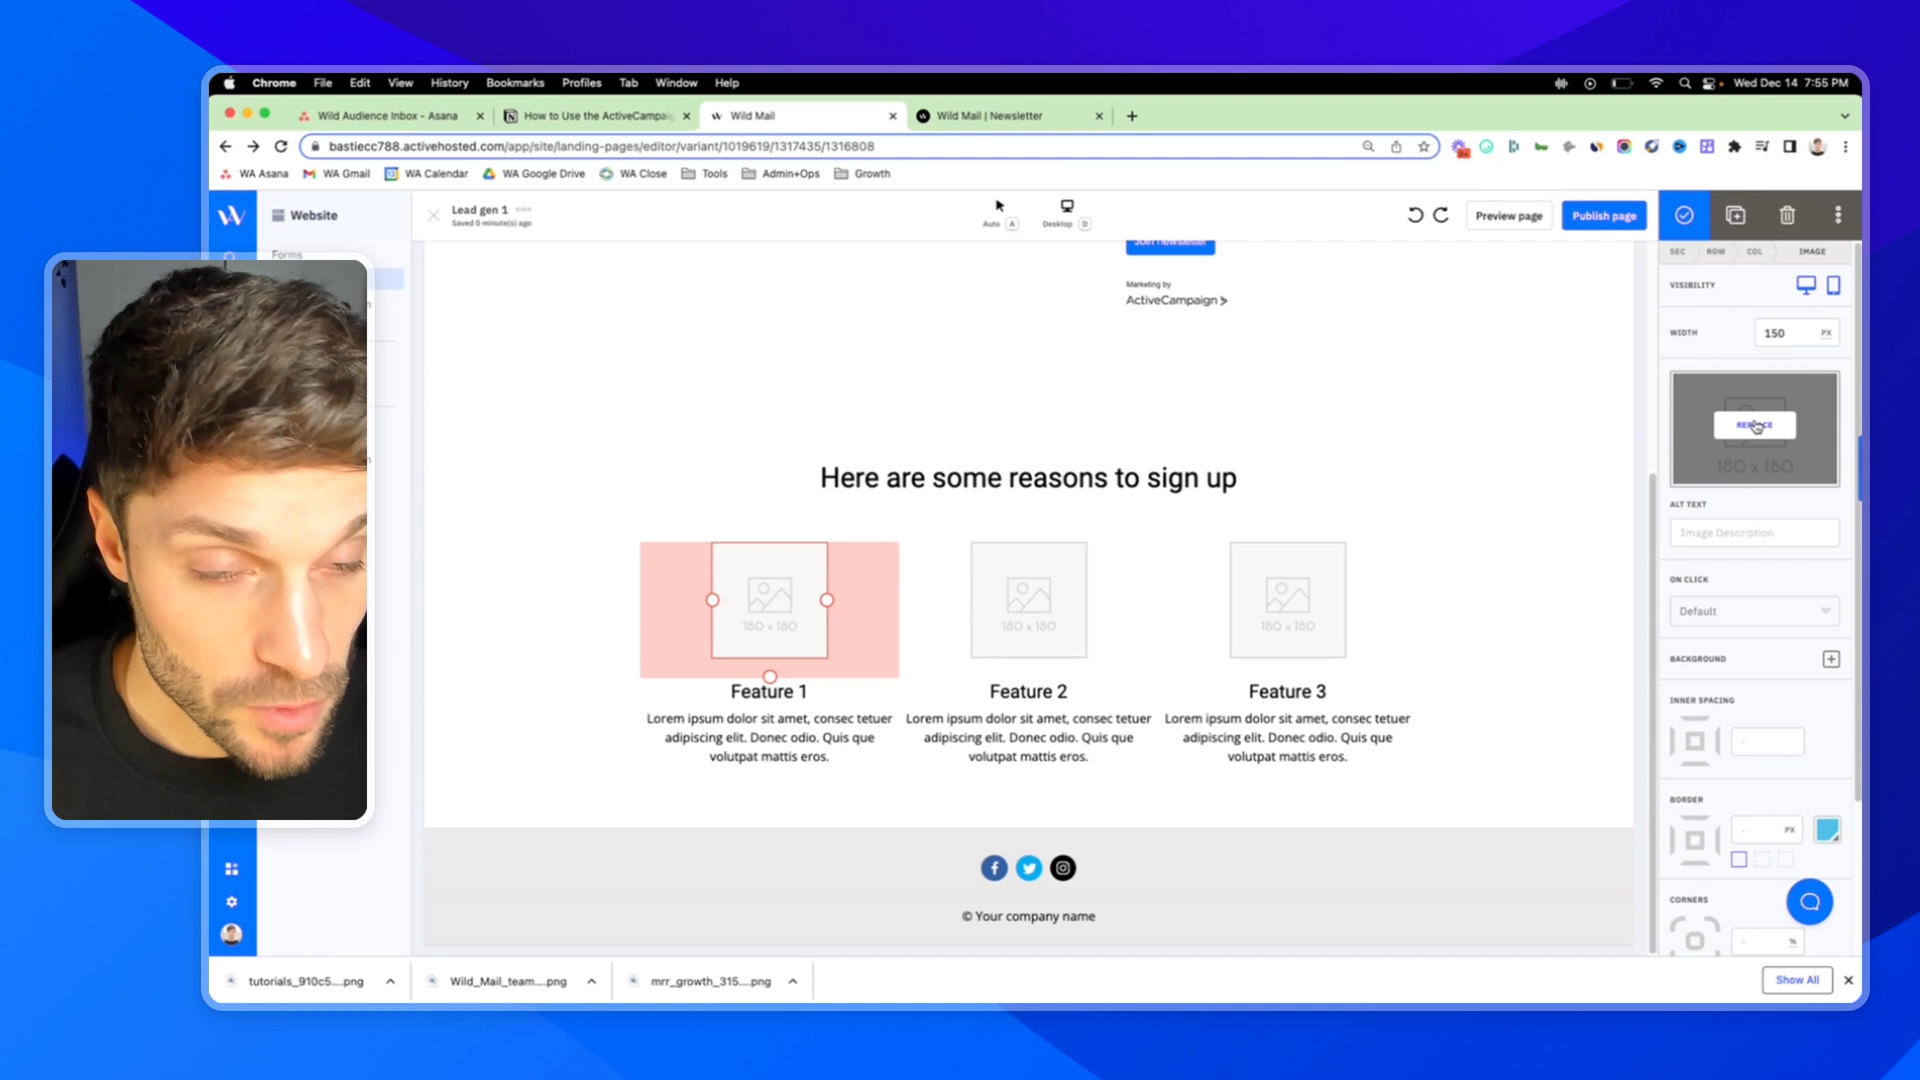 Chrome File Edit View History Bookmarks Profiles Tab Window Help
Wed Dec 14 7:55 PM
Wild Audience Inbox - Asana
How to Use the ActiveCampaig
Wild Mail
Wild Mail | Newsletter
bastiecc788.activehosted.com/app/site/landing-pages/editor/variant/1019619/1317435/1316808
WA Asana
WA Gmail
WA Calendar
WA Google Drive
WA Close
Tools
Admin+Ops
Growth
Website
Lead gen 1
Saved 0 minute(s) ago
Auto A
Desktop D
Preview page
Publish page
Forms
SEC ROW COL IMAGE
Join newsletter
VISIBILITY
Marketing by
ActiveCampaign >
WIDTH 150 PX
180 x 180
ALT TEXT
Image Description
Here are some reasons to sign up
ON CLICK
Default
180 x 180
180 x 180
180 x 180
BACKGROUND
Feature 1
Lorem ipsum dolor sit amet, consec tetuer
adipiscing elit. Donec odio. Quis que
volutpat mattis eros.
Feature 2
Lorem ipsum dolor sit amet, consec tetuer
adipiscing elit. Donec odio. Quis que
volutpat mattis eros.
Feature 3
Lorem ipsum dolor sit amet, consec tetuer
adipiscing elit. Donec odio. Quis que
volutpat mattis eros.
INNER SPACING
-
BORDER
- PX
CORNERS
- %
© Your company name
tutorials_910c5....png
Wild_Mail_team....png
mrr_growth_315....png
Show All